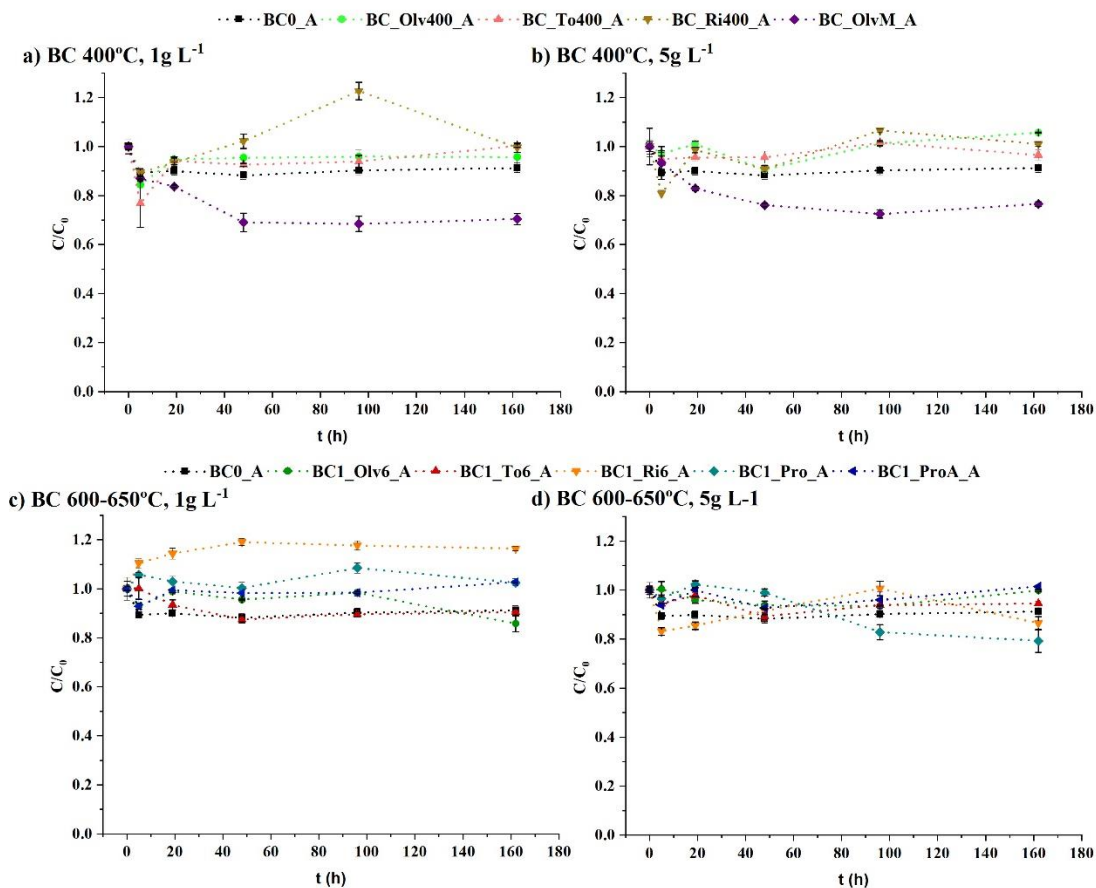 BC0_A BC_Olv400_A BC_To400_A BC_Ri400_A BC_OlvM_A
a) BC 400ºC, 1g L-1
b) BC 400ºC, 5g L-1
1.2
1.0
0.8
0.6
0.4
0.2
0.0
C/C0
0 20 40 60 80 100 120 140 160 180
t (h)
1.2
1.0
0.8
0.6
0.4
0.2
0.0
C/C0
0 20 40 60 80 100 120 140 160 180
t (h)
BC0_A BC1_Olv6_A BC1_To6_A BC1_Ri6_A BC1_Pro_A BC1_ProA_A
c) BC 600-650ºC, 1g L-1
d) BC 600-650ºC, 5g L-1
1.2
1.0
0.8
0.6
0.4
0.2
0.0
C/C0
0 20 40 60 80 100 120 140 160 180
t (h)
1.2
1.0
0.8
0.6
0.4
0.2
0.0
C/C0
0 20 40 60 80 100 120 140 160 180
t (h)